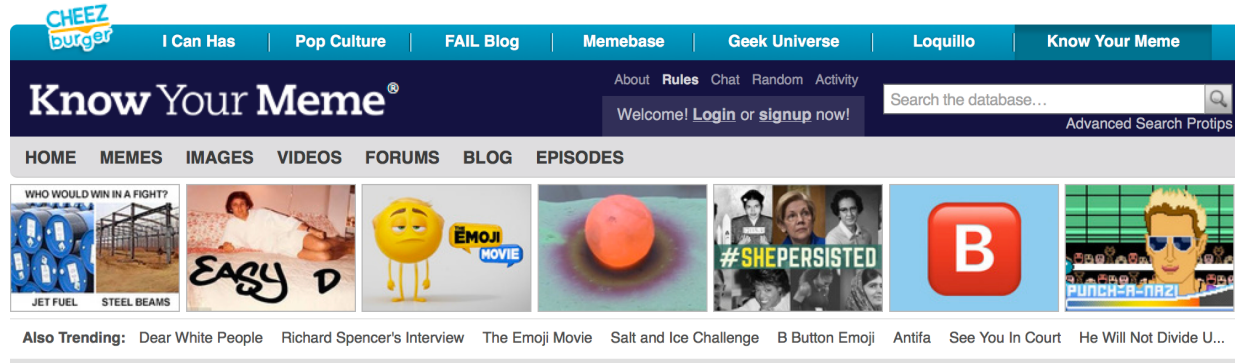 CHEEZ
burger
I Can Has
Pop Culture
FAIL Blog
Memebase
Geek Universe
Loquillo
Know Your Meme
Know Your Meme®
About Rules Chat Random Activity
Welcome! Login or signup now!
Search the database...
Advanced Search Protips
HOME MEMES IMAGES VIDEOS FORUMS BLOG EPISODES
WHO WOULD WIN IN A FIGHT?
JET FUEL STEEL BEAMS
EASY D
THE
EMOJI
MOVIE
#SHEPERSISTED
B
PUNCH-A-NAZI
Also Trending: Dear White People Richard Spencer's Interview The Emoji Movie Salt and Ice Challenge B Button Emoji Antifa See You In Court He Will Not Divide U...